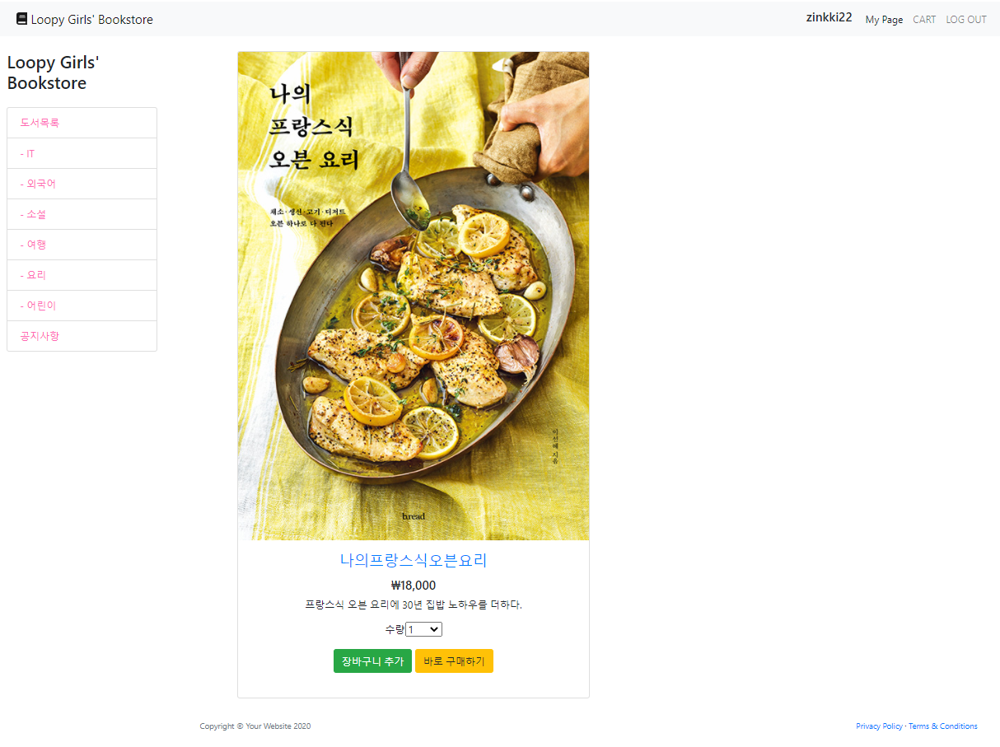 Loopy Girls' Bookstore
zinkki22 My Page CART LOG OUT
Loopy Girls'
Bookstore
도서목록
- IT
- 외국어
- 소설
- 여행
- 요리
- 어린이
공지사항
나의
프랑스식
오븐 요리
채소·생선·고기·디저트
오븐 하나로 다 된다
이선혜 지음
b.read
나의프랑스식오븐요리
₩18,000
프랑스식 오븐 요리에 30년 집밥 노하우를 더하다.
수량 1
장바구니 추가 바로 구매하기
Copyright © Your Website 2020
Privacy Policy · Terms & Conditions